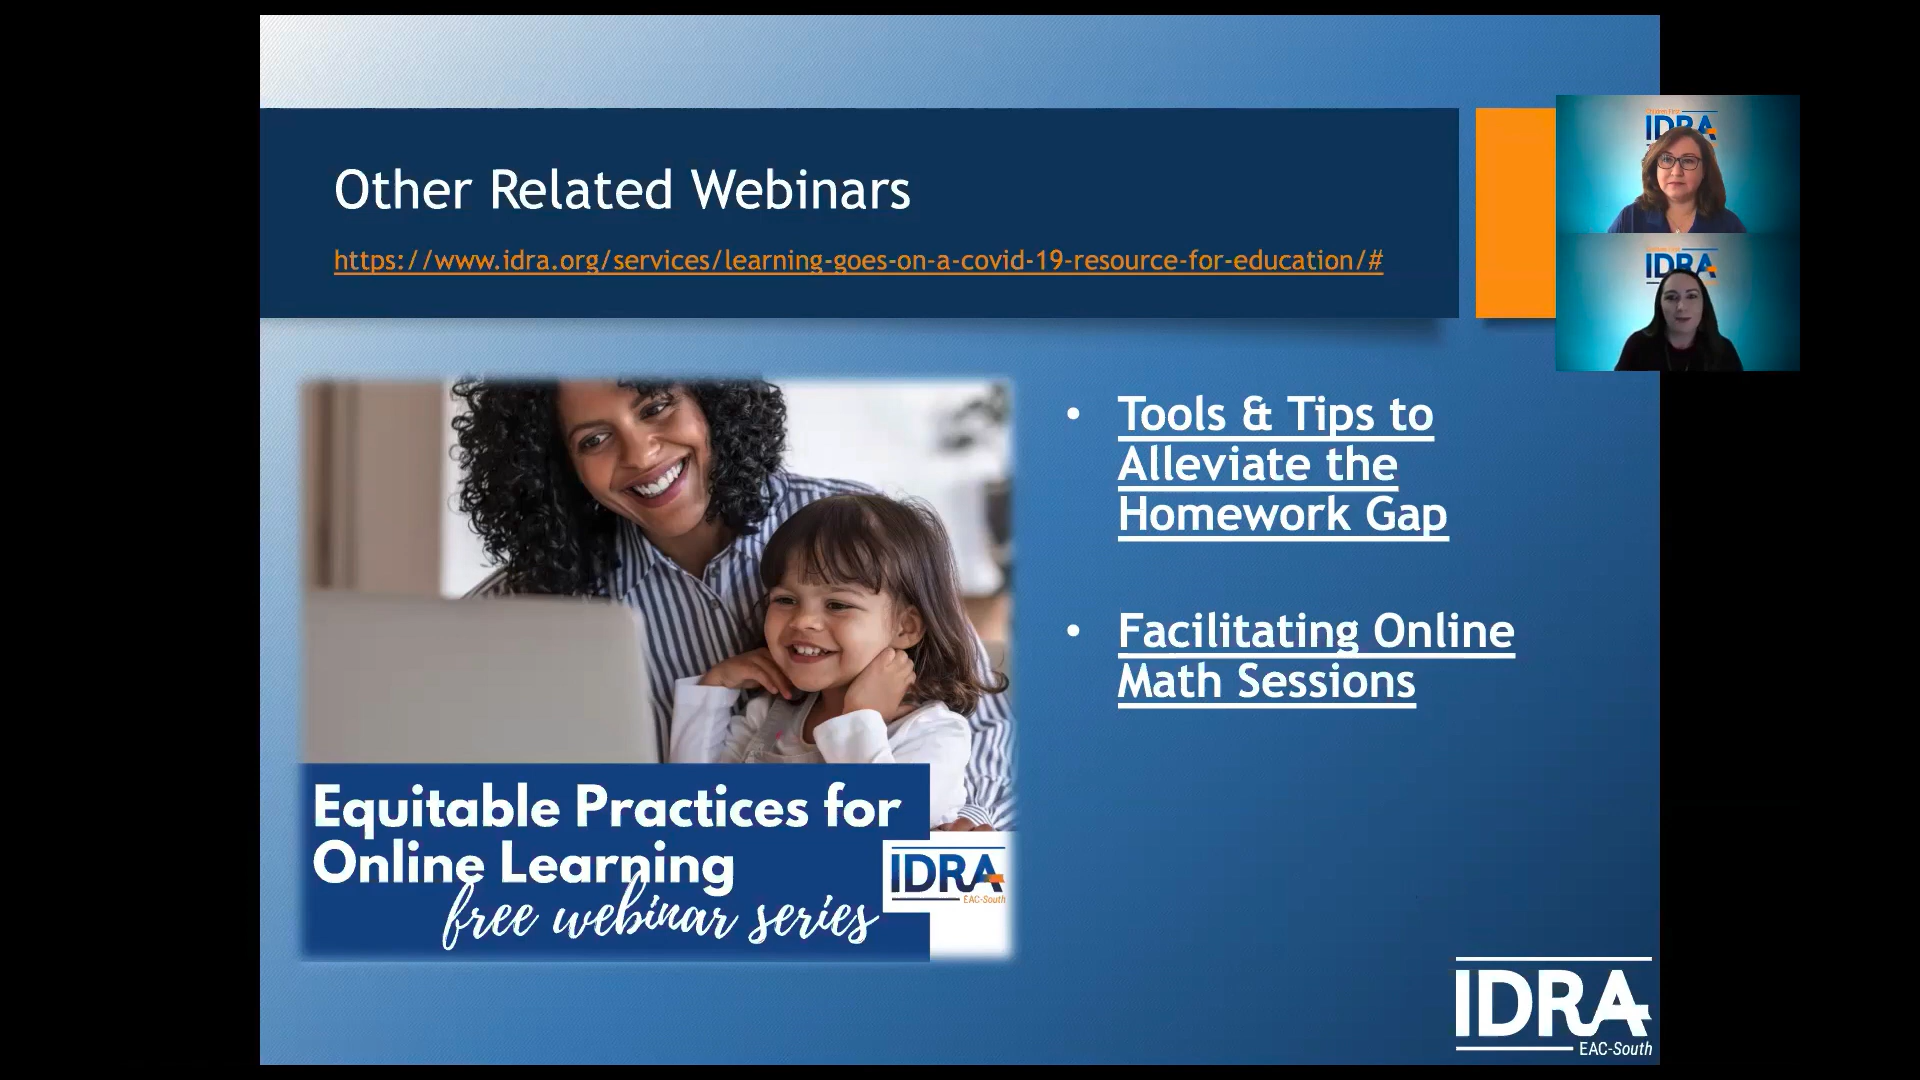 Other Related Webinars
https://www.idra.org/services/learning-goes-on-a-covid-19-resource-for-education/#
IDRA
IDRA
• Tools & Tips to
Alleviate the
Homework Gap
• Facilitating Online
Math Sessions
Equitable Practices for
Online Learning
free webinar series
IDRA
EAC-South
IDRA
EAC-South